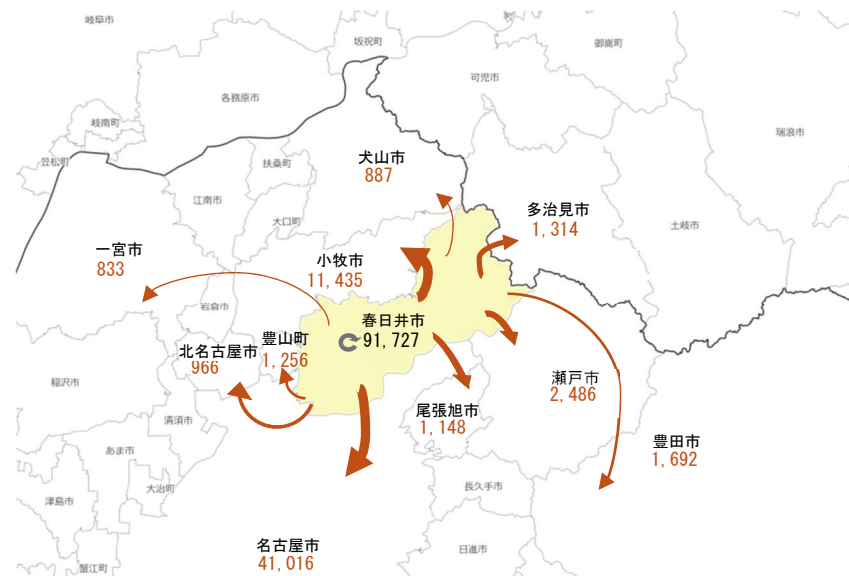 岐阜市
坂祝町
御嵩町
可児市
各務原市
岐南町
瑞浪市
笠松町
扶桑町
犬山市
887
江南市
大口町
多治見市
1,314
土岐市
一宮市
833
小牧市
11,435
岩倉市
春日井市
91,727
北名古屋市
966
豊山町
1,256
稲沢市
瀬戸市
2,486
清須市
尾張旭市
1,148
豊田市
1,692
あま市
津島市
大治町
長久手市
名古屋市
41,016
日進市
蟹江町